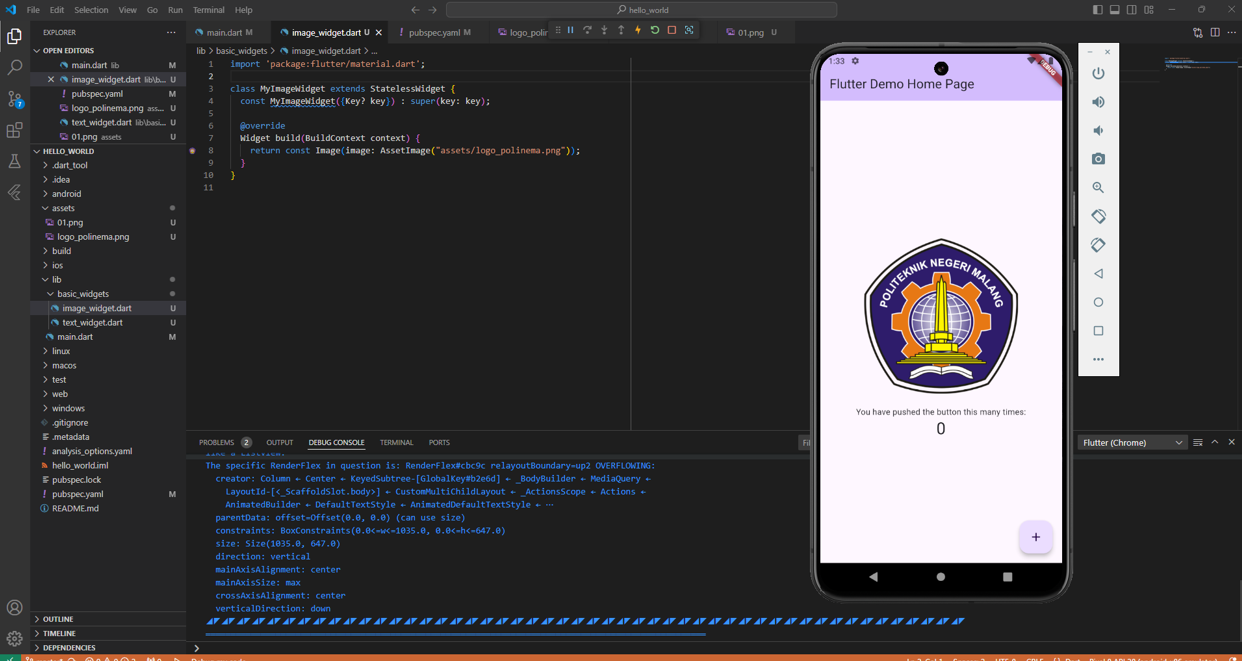 File Edit Selection View Go Run Terminal Help
hello_world
EXPLORER
OPEN EDITORS
main.dart lib M
image_widget.dart lib\b... U
pubspec.yaml M
logo_polinema.png ass... U
text_widget.dart lib\basi... U
01.png assets U
HELLO_WORLD
.dart_tool
.idea
android
assets
01.png U
logo_polinema.png U
build
ios
lib
basic_widgets
image_widget.dart U
text_widget.dart U
main.dart M
linux
macos
test
web
windows
.gitignore
.metadata
analysis_options.yaml
hello_world.iml
pubspec.lock
pubspec.yaml M
README.md
OUTLINE
TIMELINE
DEPENDENCIES
7
main.dart M
image_widget.dart U
pubspec.yaml M
logo_polin
01.png U
lib > basic_widgets > image_widget.dart > ...
1 import 'package:flutter/material.dart';
2
3 class MyImageWidget extends StatelessWidget {
4 const MyImageWidget({Key? key}) : super(key: key);
5
6 @override
7 Widget build(BuildContext context) {
8 return const Image(image: AssetImage("assets/logo_polinema.png"));
9 }
10 }
11
PROBLEMS 2 OUTPUT DEBUG CONSOLE TERMINAL PORTS
Fil
Flutter (Chrome)
The specific RenderFlex in question is: RenderFlex#cbc9c relayoutBoundary=up2 OVERFLOWING:
creator: Column ← Center ← KeyedSubtree-[GlobalKey#b2e6d] ← _BodyBuilder ← MediaQuery ←
LayoutId-[<_ScaffoldSlot.body>] ← CustomMultiChildLayout ← _ActionsScope ← Actions ←
AnimatedBuilder ← DefaultTextStyle ← AnimatedDefaultTextStyle ← ⋯
parentData: offset=Offset(0.0, 0.0) (can use size)
constraints: BoxConstraints(0.0<=w<=1035.0, 0.0<=h<=647.0)
size: Size(1035.0, 647.0)
direction: vertical
mainAxisAlignment: center
mainAxisSize: max
crossAxisAlignment: center
verticalDirection: down
1:33
DEBUG
Flutter Demo Home Page
POLITEKNIK NEGERI MALANG
You have pushed the button this many times:
0
+